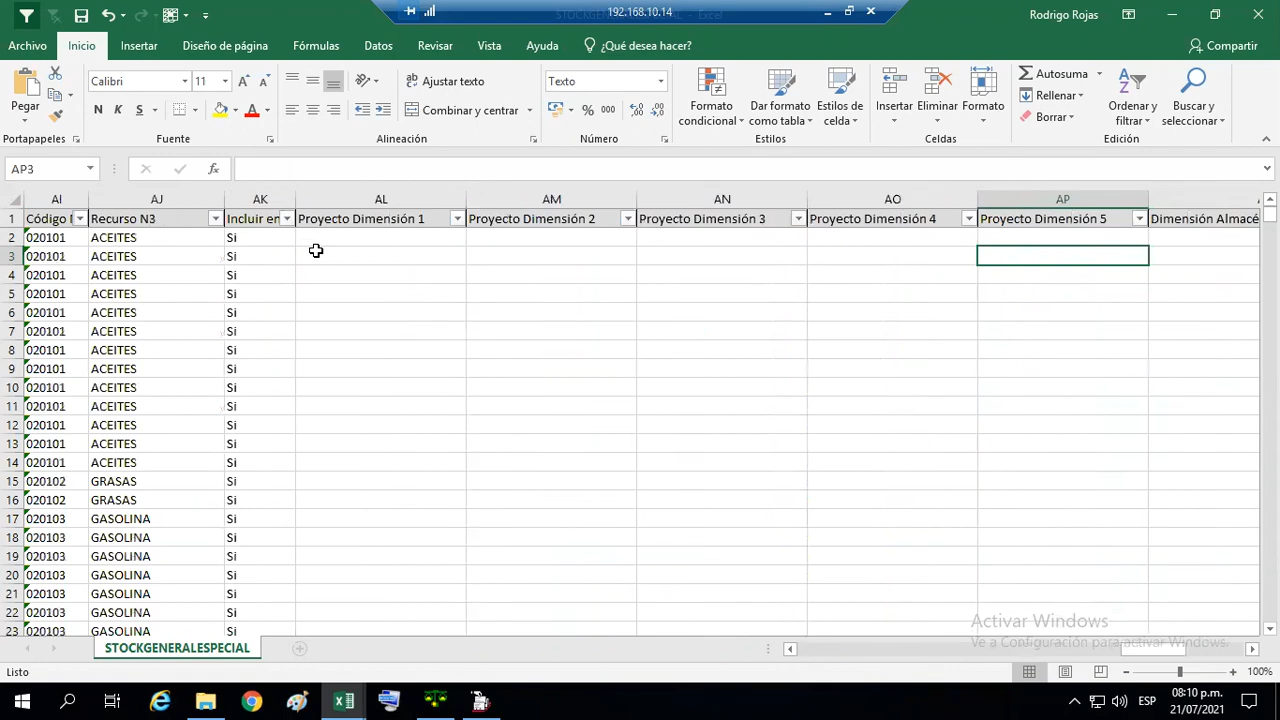 192.168.10.14
STOCKGENERALESPECIAL - Excel
Rodrigo Rojas
Archivo Inicio Insertar Diseño de página Fórmulas Datos Revisar Vista Ayuda ¿Qué desea hacer? Compartir
Pegar
Portapapeles
Calibri 11
N K S
Fuente
Ajustar texto
Combinar y centrar
Alineación
Texto
% 000
Número
Formato condicional
Dar formato como tabla
Estilos de celda
Estilos
Insertar
Eliminar
Formato
Celdas
Autosuma
Rellenar
Borrar
Ordenar y filtrar
Buscar y seleccionar
Edición
AP3 fx
AI AJ AK AL AM AN AO AP
1 Código Recurso N3 Incluir en Proyecto Dimensión 1 Proyecto Dimensión 2 Proyecto Dimensión 3 Proyecto Dimensión 4 Proyecto Dimensión 5 Dimensión Almacé
2 020101 ACEITES Si
3 020101 ACEITES Si
4 020101 ACEITES Si
5 020101 ACEITES Si
6 020101 ACEITES Si
7 020101 ACEITES Si
8 020101 ACEITES Si
9 020101 ACEITES Si
10 020101 ACEITES Si
11 020101 ACEITES Si
12 020101 ACEITES Si
13 020101 ACEITES Si
14 020101 ACEITES Si
15 020102 GRASAS Si
16 020102 GRASAS Si
17 020103 GASOLINA Si
18 020103 GASOLINA Si
19 020103 GASOLINA Si
20 020103 GASOLINA Si
21 020103 GASOLINA Si
22 020103 GASOLINA Si
23 020103 GASOLINA Si
Activar Windows
Ve a Configuración para activar Windows.
STOCKGENERALESPECIAL
Listo 100%
ESP 08:10 p.m.
21/07/2021